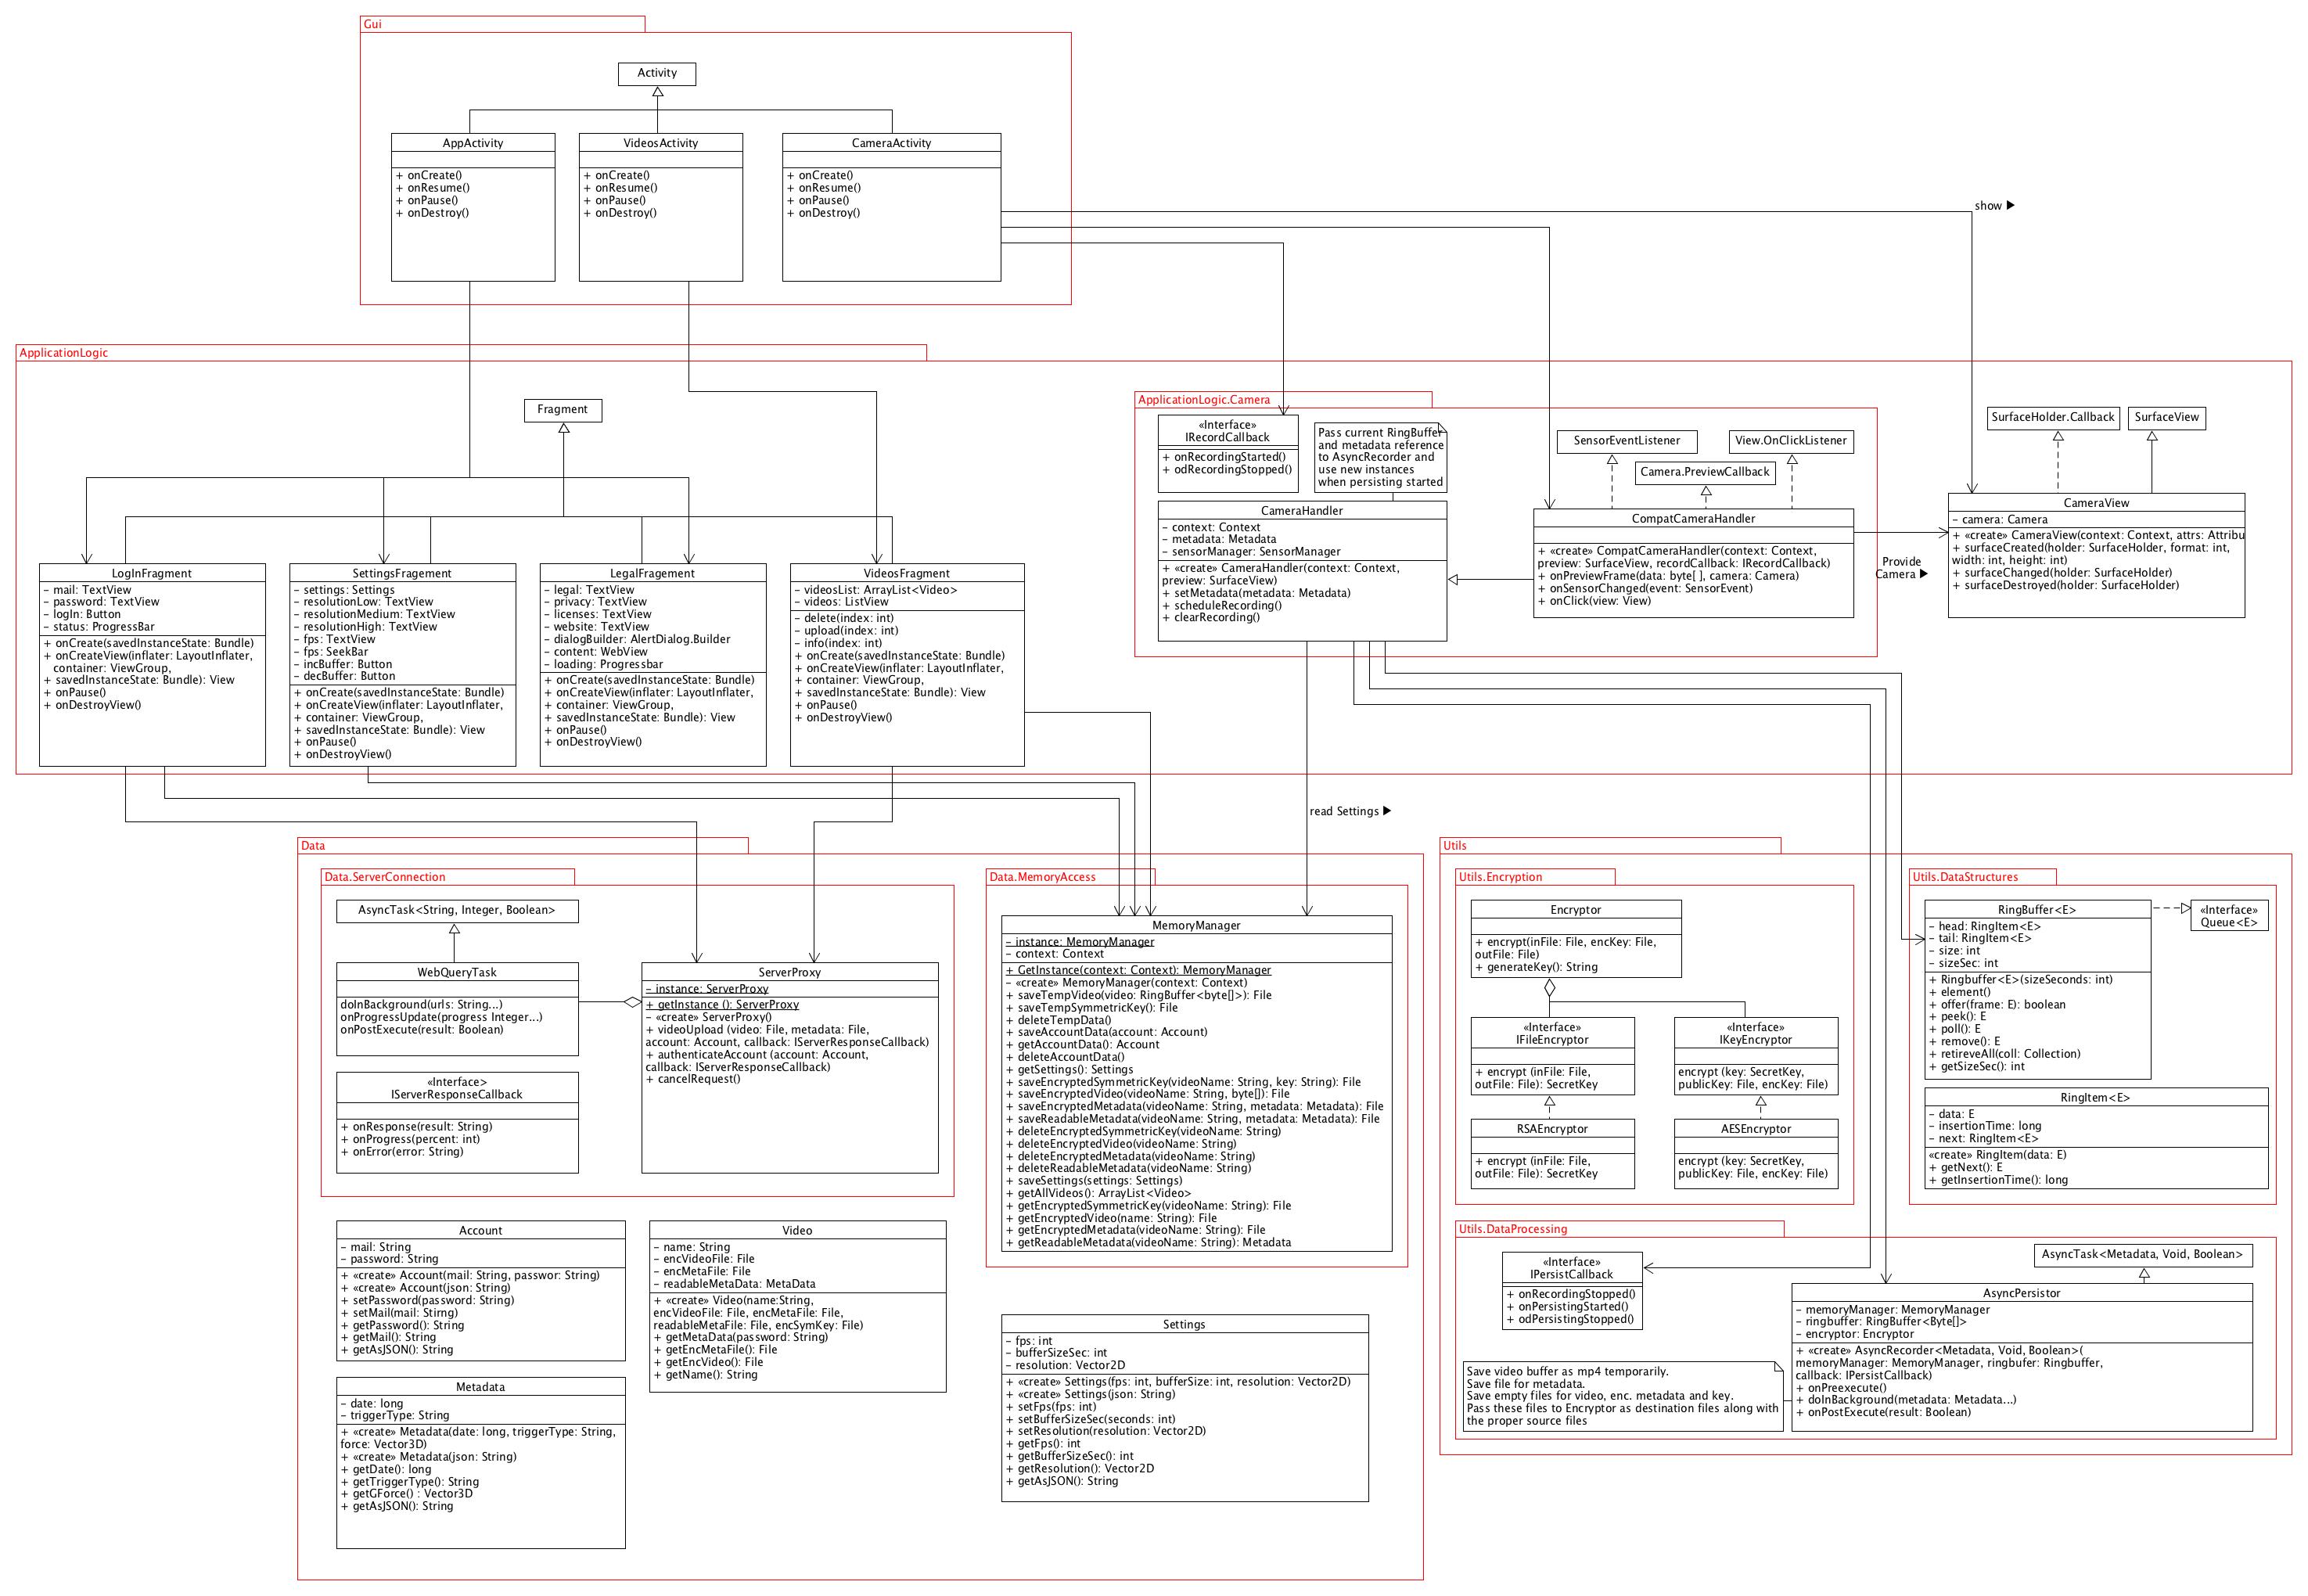 Gui
Activity
AppActivity
+ onCreate()
+ onResume()
+ onPause()
+ onDestroy()
VideosActivity
+ onCreate()
+ onResume()
+ onPause()
+ onDestroy()
CameraActivity
+ onCreate()
+ onResume()
+ onPause()
+ onDestroy()
show ▶
ApplicationLogic
Fragment
LogInFragment
- mail: TextView
- password: TextView
- logIn: Button
- status: ProgressBar
+ onCreate(savedInstanceState: Bundle)
+ onCreateView(inflater: LayoutInflater,
container: ViewGroup,
+ savedInstanceState: Bundle): View
+ onPause()
+ onDestroyView()
SettingsFragement
- settings: Settings
- resolutionLow: TextView
- resolutionMedium: TextView
- resolutionHigh: TextView
- fps: TextView
- fps: SeekBar
- incBuffer: Button
- decBuffer: Button
+ onCreate(savedInstanceState: Bundle)
+ onCreateView(inflater: LayoutInflater,
+ container: ViewGroup,
+ savedInstanceState: Bundle): View
+ onPause()
+ onDestroyView()
LegalFragement
- legal: TextView
- privacy: TextView
- licenses: TextView
- website: TextView
- dialogBuilder: AlertDialog.Builder
- content: WebView
- loading: Progressbar
+ onCreate(savedInstanceState: Bundle)
+ onCreateView(inflater: LayoutInflater,
+ container: ViewGroup,
+ savedInstanceState: Bundle): View
+ onPause()
+ onDestroyView()
VideosFragment
- videosList: ArrayList<Video>
- videos: ListView
- delete(index: int)
- upload(index: int)
- info(index: int)
+ onCreate(savedInstanceState: Bundle)
+ onCreateView(inflater: LayoutInflater,
+ container: ViewGroup,
+ savedInstanceState: Bundle): View
+ onPause()
+ onDestroyView()
ApplicationLogic.Camera
«Interface»
IRecordCallback
+ onRecordingStarted()
+ odRecordingStopped()
Pass current RingBuffer
and metadata reference
to AsyncRecorder and
use new instances
when persisting started
CameraHandler
- context: Context
- metadata: Metadata
- sensorManager: SensorManager
+ «create» CameraHandler(context: Context,
preview: SurfaceView)
+ setMetadata(metadata: Metadata)
+ scheduleRecording()
+ clearRecording()
SensorEventListener
View.OnClickListener
Camera.PreviewCallback
CompatCameraHandler
+ «create» CompatCameraHandler(context: Context,
preview: SurfaceView, recordCallback: IRecordCallback)
+ onPreviewFrame(data: byte[ ], camera: Camera)
+ onSensorChanged(event: SensorEvent)
+ onClick(view: View)
Provide
Camera ▶
SurfaceHolder.Callback
SurfaceView
CameraView
- camera: Camera
+ «create» CameraView(context: Context, attrs: Attribu
+ surfaceCreated(holder: SurfaceHolder, format: int,
width: int, height: int)
+ surfaceChanged(holder: SurfaceHolder)
+ surfaceDestroyed(holder: SurfaceHolder)
read Settings ▶
Data
Data.ServerConnection
AsyncTask<String, Integer, Boolean>
WebQueryTask
doInBackground(urls: String...)
onProgressUpdate(progress Integer...)
onPostExecute(result: Boolean)
«Interface>
IServerResponseCallback
+ onResponse(result: String)
+ onProgress(percent: int)
+ onError(error: String)
ServerProxy
- instance: ServerProxy
+ getInstance (): ServerProxy
- «create» ServerProxy()
+ videoUpload (video: File, metadata: File,
account: Account, callback: IServerResponseCallback)
+ authenticateAccount (account: Account,
callback: IServerResponseCallback)
+ cancelRequest()
Data.MemoryAccess
MemoryManager
- instance: MemoryManager
- context: Context
+ GetInstance(context: Context): MemoryManager
- «create» MemoryManager(context: Context)
+ saveTempVideo(video: RingBuffer<byte[]>): File
+ saveTempSymmetricKey(): File
+ deleteTempData()
+ saveAccountData(account: Account)
+ getAccountData(): Account
+ deleteAccountData()
+ getSettings(): Settings
+ saveEncryptedSymmetricKey(videoName: String, key: String): File
+ saveEncryptedVideo(videoName: String, byte[]): File
+ saveEncryptedMetadata(videoName: String, metadata: Metadata): File
+ saveReadableMetadata(videoName: String, metadata: Metadata): File
+ deleteEncryptedSymmetricKey(videoName: String)
+ deleteEncryptedVideo(videoName: String)
+ deleteEncryptedMetadata(videoName: String)
+ deleteReadableMetadata(videoName: String)
+ saveSettings(settings: Settings)
+ getAllVideos(): ArrayList<Video>
+ getEncryptedSymmetricKey(videoName: String): File
+ getEncryptedVideo(name: String): File
+ getEncryptedMetadata(videoName: String): File
+ getReadableMetadata(videoName: String): Metadata
Account
- mail: String
- password: String
+ «create» Account(mail: String, passwor: String)
+ «create» Account(json: String)
+ setPassword(password: String)
+ setMail(mail: Stirng)
+ getPassword(): String
+ getMail(): String
+ getAsJSON(): String
Video
- name: String
- encVideoFile: File
- encMetaFile: File
- readableMetaData: MetaData
+ «create» Video(name:String,
encVideoFile: File, encMetaFile: File,
readableMetaFile: File, encSymKey: File)
+ getMetaData(password: String)
+ getEncMetaFile(): File
+ getEncVideo(): File
+ getName(): String
Metadata
- date: long
- triggerType: String
+ «create» Metadata(date: long, triggerType: String,
force: Vector3D)
+ «create» Metadata(json: String)
+ getDate(): long
+ getTriggerType(): String
+ getGForce() : Vector3D
+ getAsJSON(): String
Settings
- fps: int
- bufferSizeSec: int
- resolution: Vector2D
+ «create» Settings(fps: int, bufferSize: int, resolution: Vector2D)
+ «create» Settings(json: String)
+ setFps(fps: int)
+ setBufferSizeSec(seconds: int)
+ setResolution(resolution: Vector2D)
+ getFps(): int
+ getBufferSizeSec(): int
+ getResolution(): Vector2D
+ getAsJSON(): String
Utils
Utils.Encryption
Encryptor
+ encrypt(inFile: File, encKey: File,
outFile: File)
+ generateKey(): String
«Interface»
IFileEncryptor
+ encrypt (inFile: File,
outFile: File): SecretKey
«Interface»
IKeyEncryptor
encrypt (key: SecretKey,
publicKey: File, encKey: File)
RSAEncryptor
+ encrypt (inFile: File,
outFile: File): SecretKey
AESEncryptor
encrypt (key: SecretKey,
publicKey: File, encKey: File)
Utils.DataStructures
RingBuffer<E>
- head: RingItem<E>
- tail: RingItem<E>
- size: int
- sizeSec: int
+ Ringbuffer<E>(sizeSeconds: int)
+ element()
+ offer(frame: E): boolean
+ peek(): E
+ poll(): E
+ remove(): E
+ retireveAll(coll: Collection)
+ getSizeSec(): int
«Interface»
Queue<E>
RingItem<E>
- data: E
- insertionTime: long
- next: RingItem<E>
«create» RingItem(data: E)
+ getNext(): E
+ getInsertionTime(): long
Utils.DataProcessing
«Interface»
IPersistCallback
+ onRecordingStopped()
+ onPersistingStarted()
+ odPersistingStopped()
AsyncTask<Metadata, Void, Boolean>
AsyncPersistor
- memoryManager: MemoryManager
- ringbuffer: RingBuffer<Byte[]>
- encryptor: Encryptor
+ «create» AsyncRecorder<Metadata, Void, Boolean>(
memoryManager: MemoryManager, ringbufer: Ringbuffer,
callback: IPersistCallback)
+ onPreexecute()
+ doInBackground(metadata: Metadata...)
+ onPostExecute(result: Boolean)
Save video buffer as mp4 temporarily.
Save file for metadata.
Save empty files for video, enc. metadata and key.
Pass these files to Encryptor as destination files along with
the proper source files